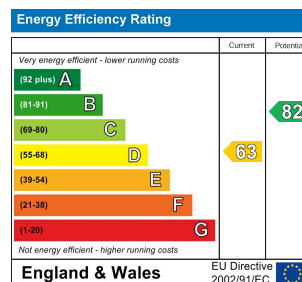 Energy Efficiency Rating
Current
Potentia
Very energy efficient - lower running costs
(92 plus) A
(81-91) B
82
(69-80) C
(55-68) D
63
(39-54) E
(21-38) F
(1-20) G
Not energy efficient - higher running costs
England & Wales
EU Directive
2002/91/EC